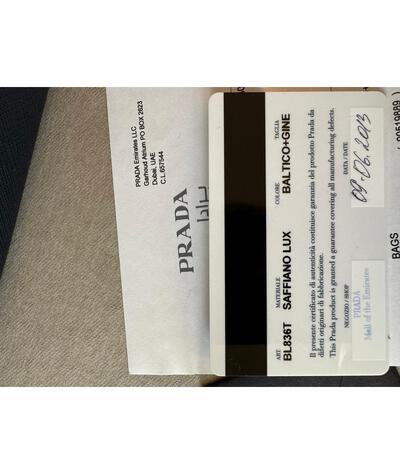 PRADA Emirates LLC
Garhoud Atrium PO BOX 2623
Dubai, UAE
C.L.657544
PRADA
برادا
ART MATERIALE COLORE TAGLIA
BL836T SAFFIANO LUX BALTICO+GINE
Il presente certificato di autenticità costituisce garanzia del prodotto Prada da
difetti originari di fabbricazione.
This Prada product is granted a guarantee covering all manufacturing defects.
NEGOZIO / SHOP DATA / DATE
PRADA
Mall of the Emirates
09.06.2013
BAGS